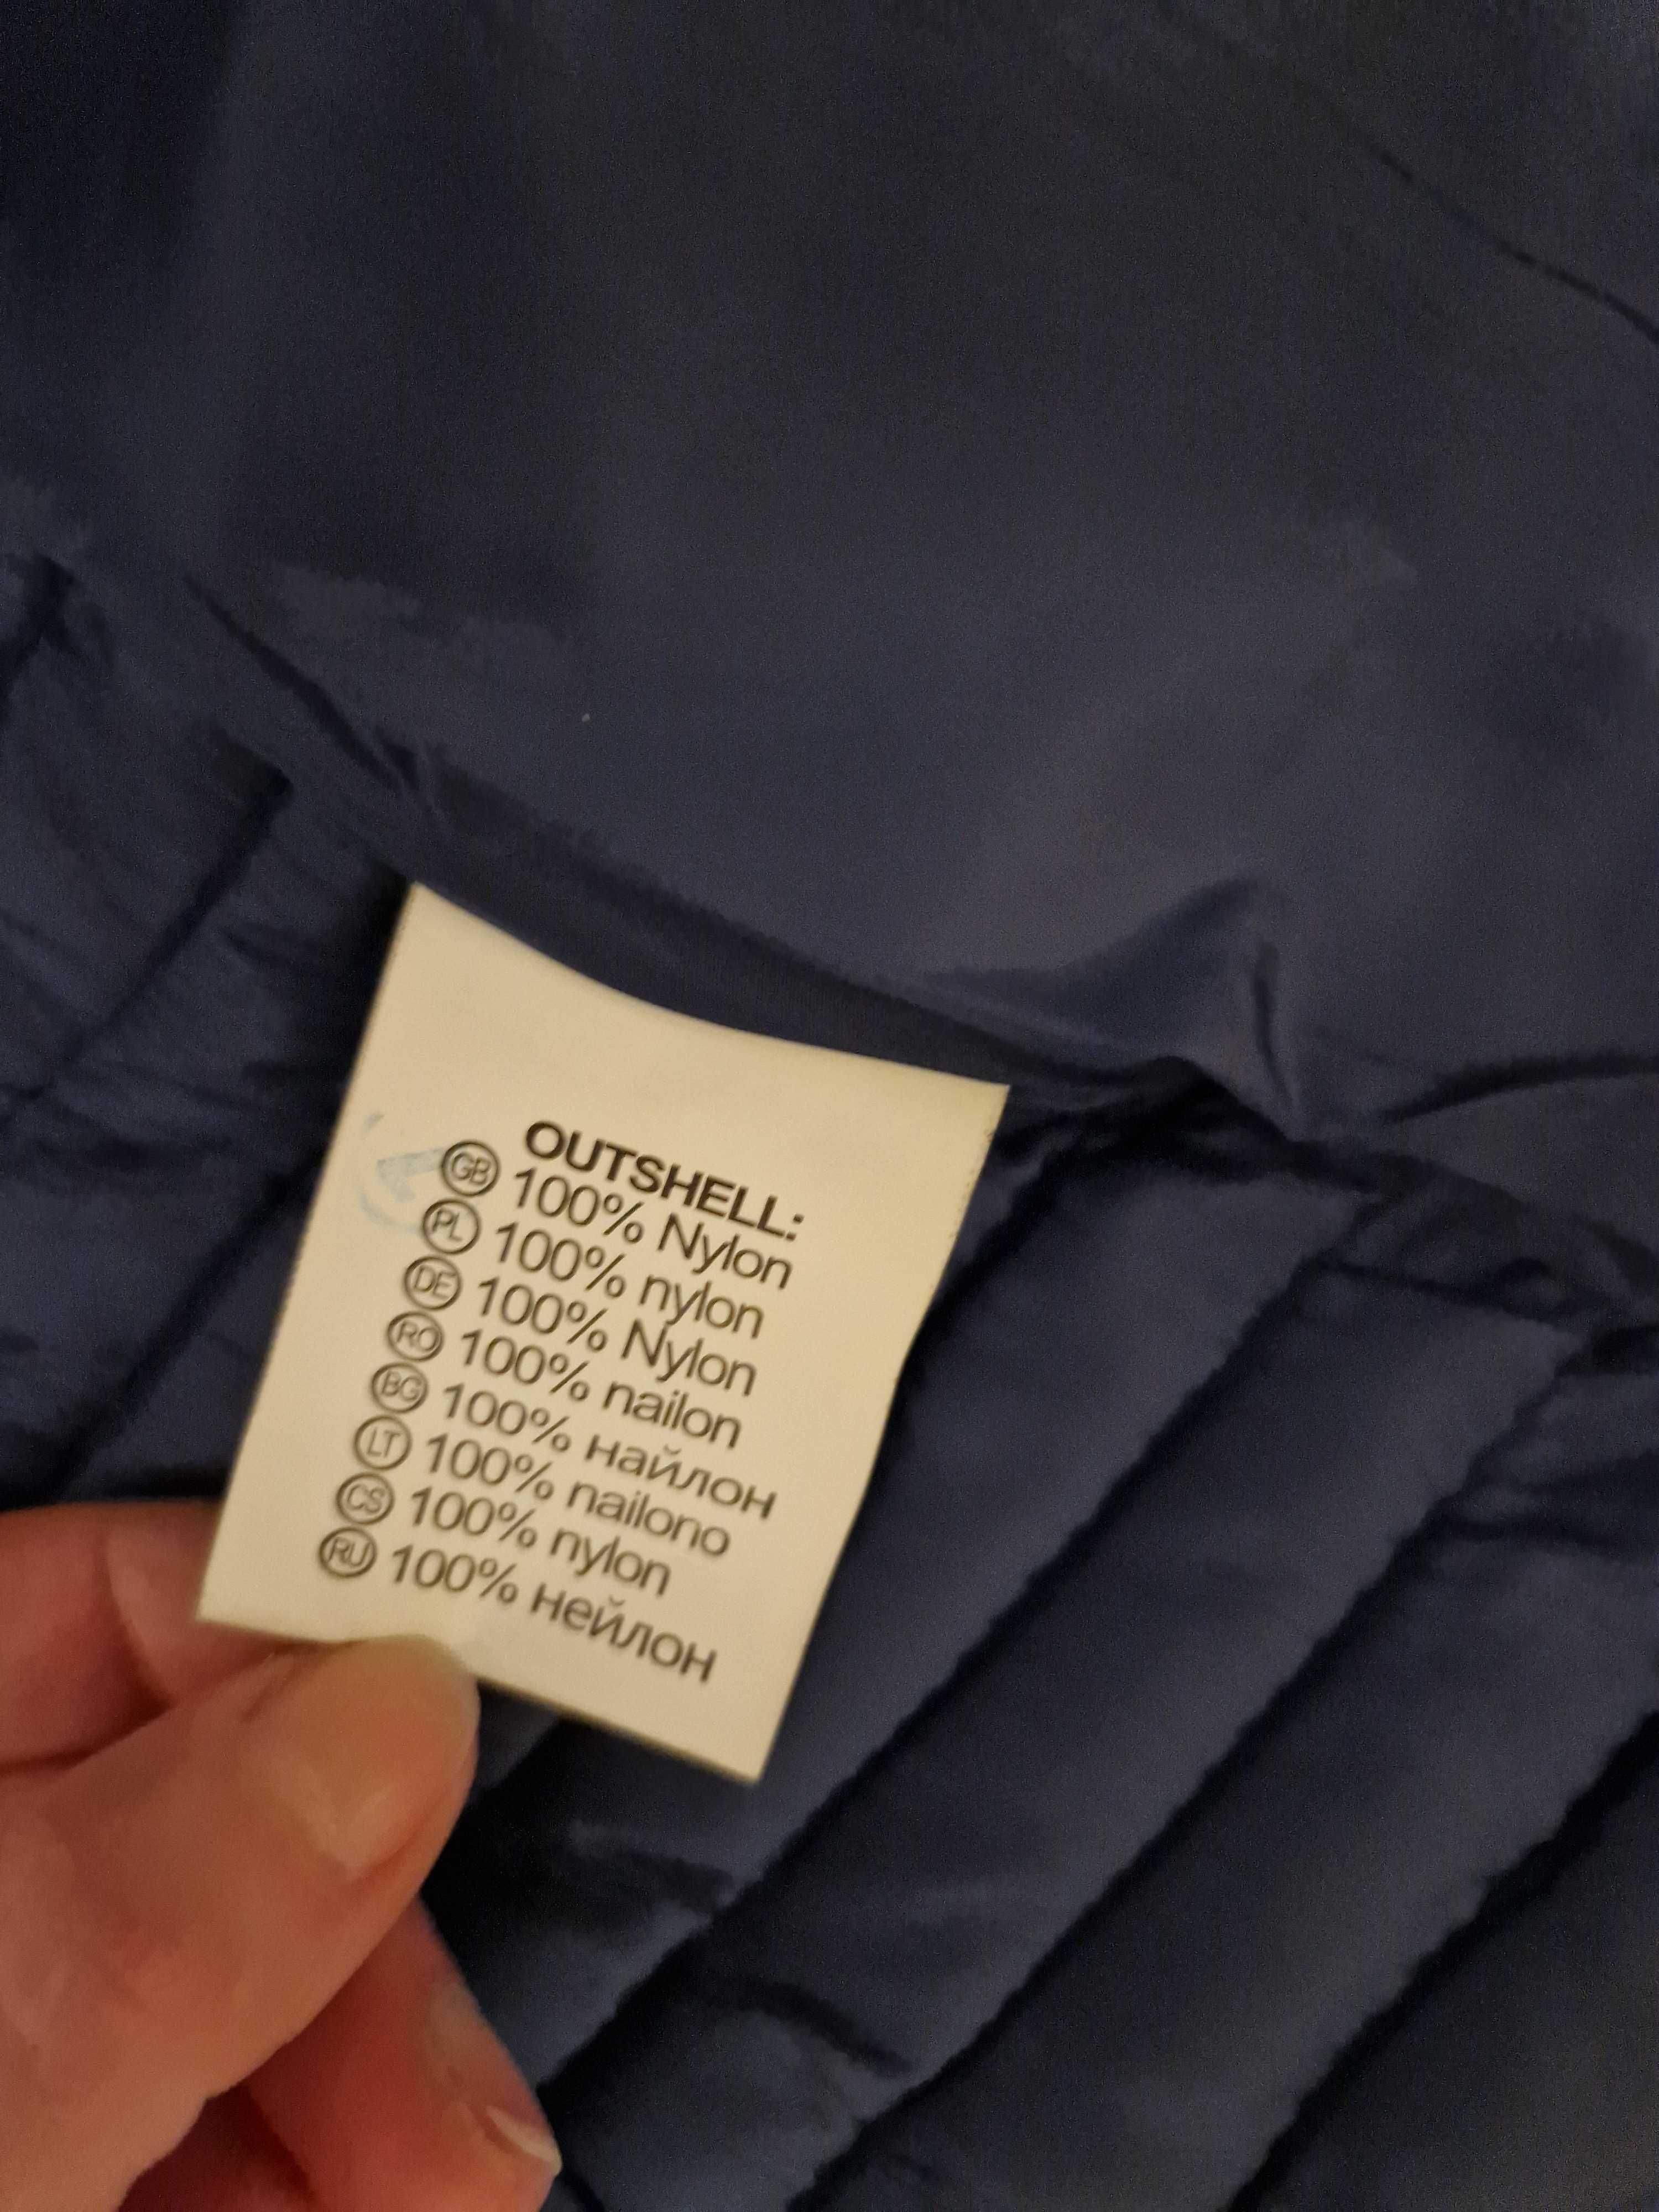 OUTSHELL:
GB 100% Nylon
PL 100% nylon
DE 100% Nylon
RO 100% nailon
BG 100% найлон
LT 100% nailono
CS 100% nylon
RU 100% нейлон